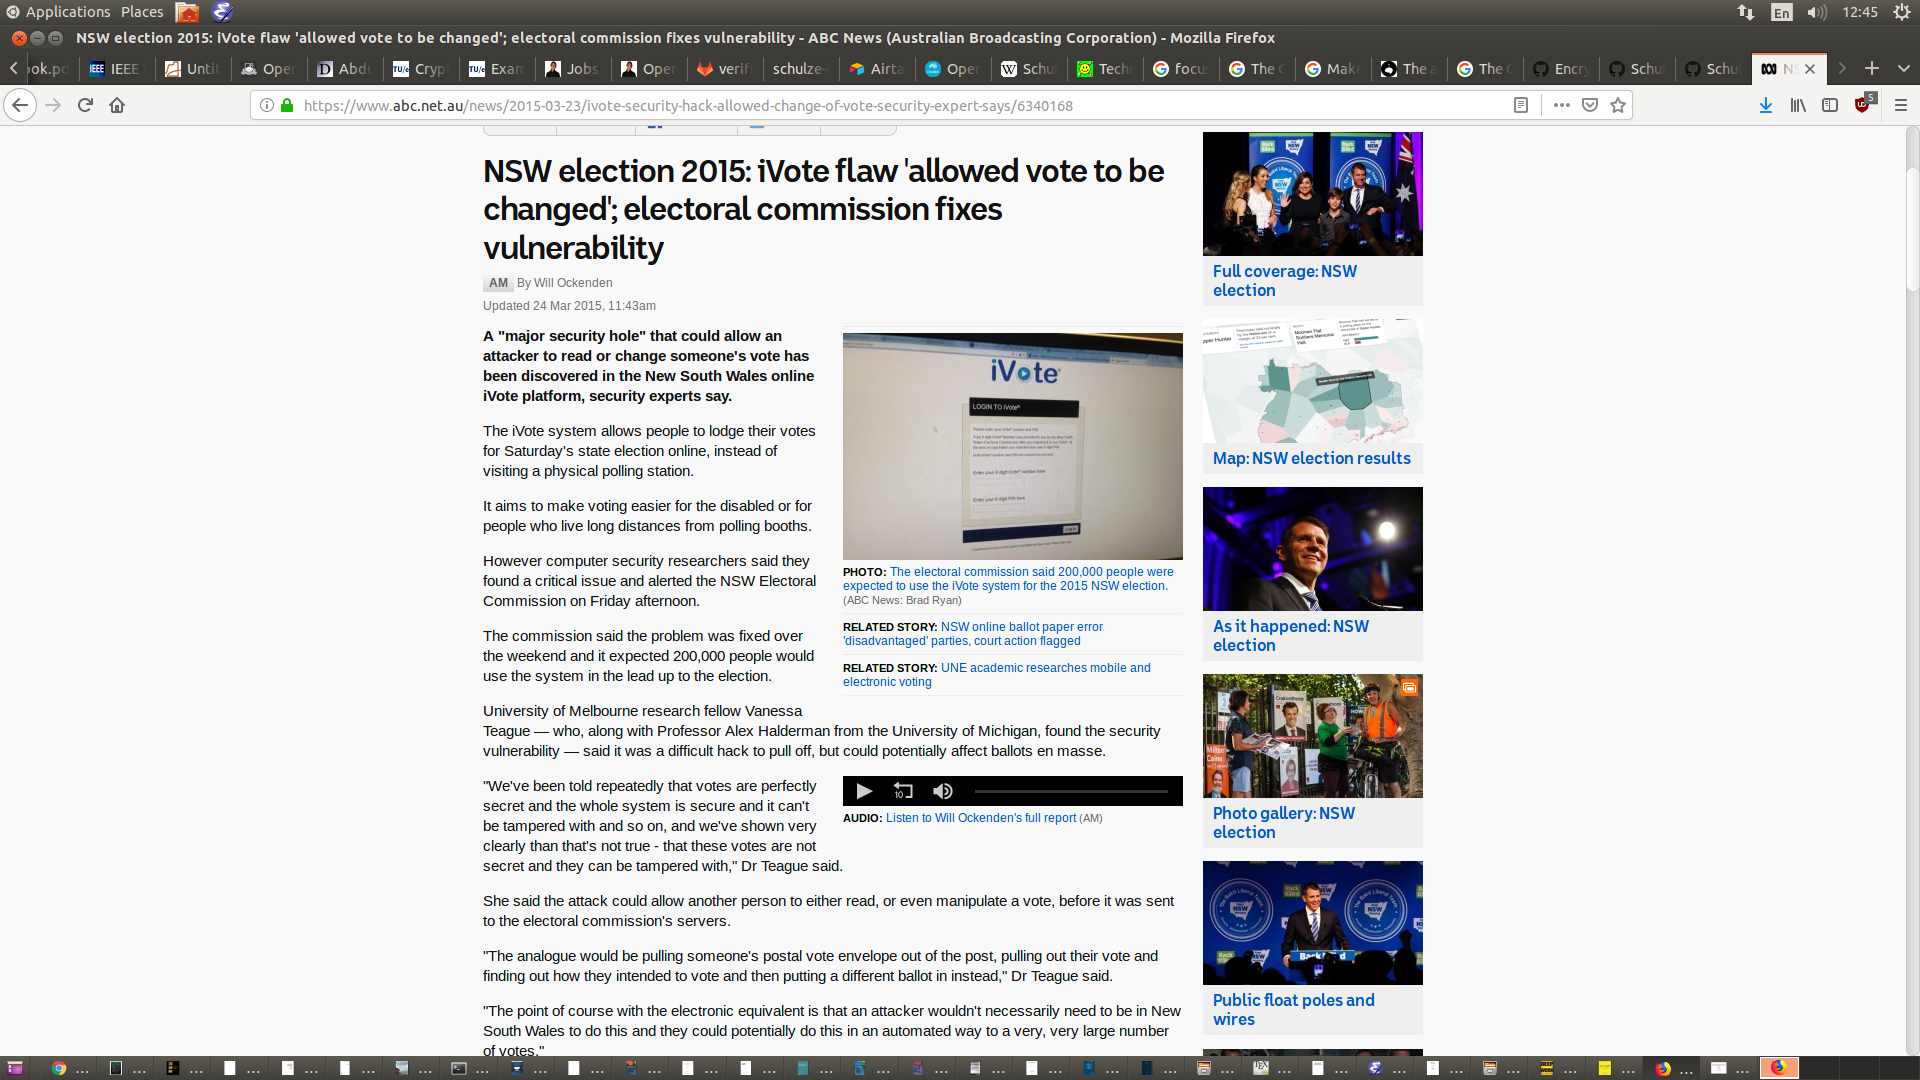 Applications Places
En 12:45
NSW election 2015: iVote flaw 'allowed vote to be changed'; electoral commission fixes vulnerability - ABC News (Australian Broadcasting Corporation) - Mozilla Firefox
ook.pd IEEE Untit Open Abdu Cryp Exam Jobs Open verifi schulze- Airta Open Schul Techn focus The C Make The a The C Encry Schul Schul NS
https://www.abc.net.au/news/2015-03-23/ivote-security-hack-allowed-change-of-vote-security-expert-says/6340168
5
NSW election 2015: iVote flaw 'allowed vote to be
changed'; electoral commission fixes
vulnerability
AM By Will Ockenden
Updated 24 Mar 2015, 11:43am
A "major security hole" that could allow an
attacker to read or change someone's vote has
been discovered in the New South Wales online
iVote platform, security experts say.
The iVote system allows people to lodge their votes
for Saturday's state election online, instead of
visiting a physical polling station.
It aims to make voting easier for the disabled or for
people who live long distances from polling booths.
However computer security researchers said they
found a critical issue and alerted the NSW Electoral
Commission on Friday afternoon.
The commission said the problem was fixed over
the weekend and it expected 200,000 people would
use the system in the lead up to the election.
iVote
LOGIN TO iVote
Log in
PHOTO: The electoral commission said 200,000 people were
expected to use the iVote system for the 2015 NSW election.
(ABC News: Brad Ryan)
RELATED STORY: NSW online ballot paper error
'disadvantaged' parties, court action flagged
RELATED STORY: UNE academic researches mobile and
electronic voting
University of Melbourne research fellow Vanessa
Teague — who, along with Professor Alex Halderman from the University of Michigan, found the security
vulnerability — said it was a difficult hack to pull off, but could potentially affect ballots en masse.
"We've been told repeatedly that votes are perfectly
secret and the whole system is secure and it can't
be tampered with and so on, and we've shown very
clearly than that's not true - that these votes are not
secret and they can be tampered with," Dr Teague said.
10
AUDIO: Listen to Will Ockenden's full report (AM)
She said the attack could allow another person to either read, or even manipulate a vote, before it was sent
to the electoral commission's servers.
"The analogue would be pulling someone's postal vote envelope out of the post, pulling out their vote and
finding out how they intended to vote and then putting a different ballot in instead," Dr Teague said.
"The point of course with the electronic equivalent is that an attacker wouldn't necessarily need to be in New
South Wales to do this and they could potentially do this in an automated way to a very, very large number
of votes."
Full coverage: NSW
election
Map: NSW election results
As it happened: NSW
election
Photo gallery: NSW
election
Public float poles and
wires